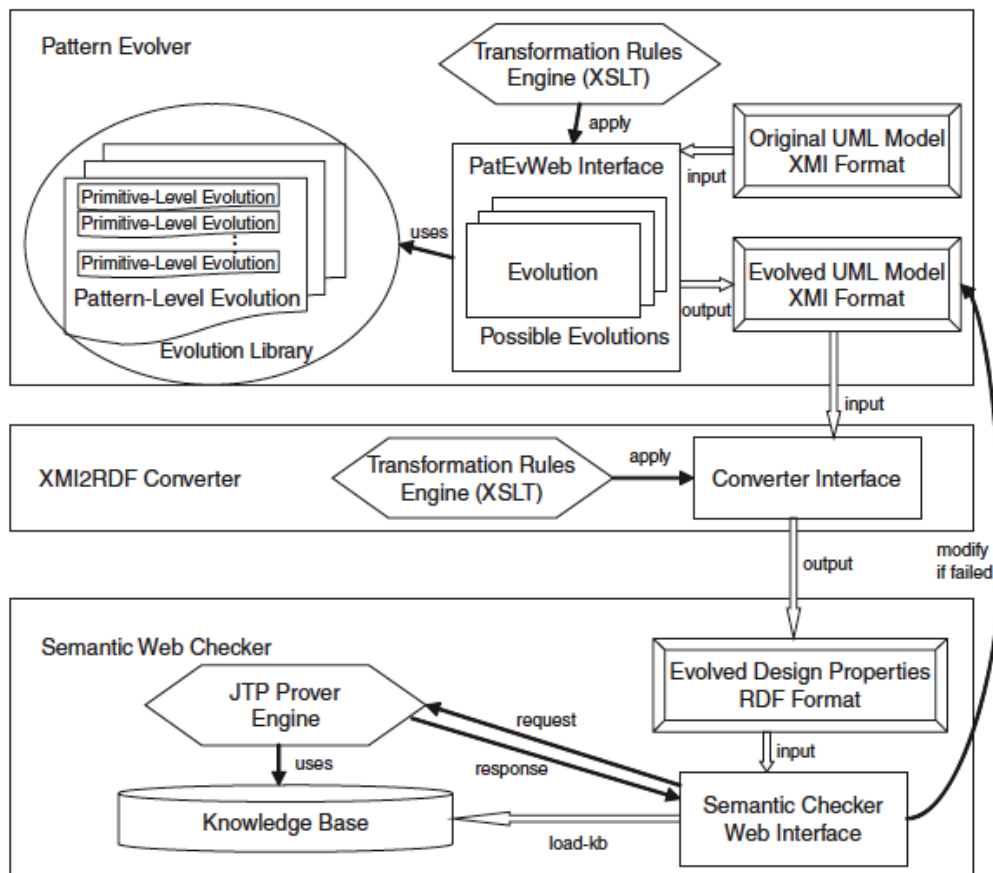 Pattern Evolver
Transformation Rules
Engine (XSLT)
apply
Original UML Model
XMI Format
input
PatEvWeb Interface
Primitive-Level Evolution
Primitive-Level Evolution
Primitive-Level Evolution
Pattern-Level Evolution
Evolution Library
uses
Evolution
Possible Evolutions
output
Evolved UML Model
XMI Format
input
XMI2RDF Converter
Transformation Rules
Engine (XSLT)
apply
Converter Interface
output
modify
if failed
Semantic Web Checker
Evolved Design Properties
RDF Format
JTP Prover
Engine
request
response
input
uses
Knowledge Base
load-kb
Semantic Checker
Web Interface